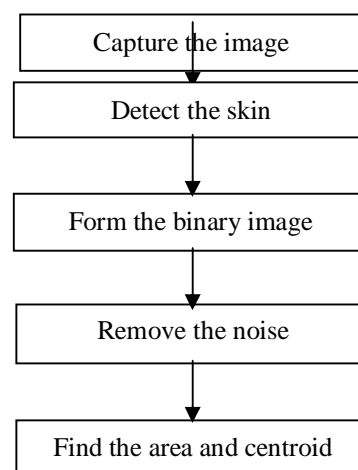 Capture the image
Detect the skin
Form the binary image
Remove the noise
Find the area and centroid